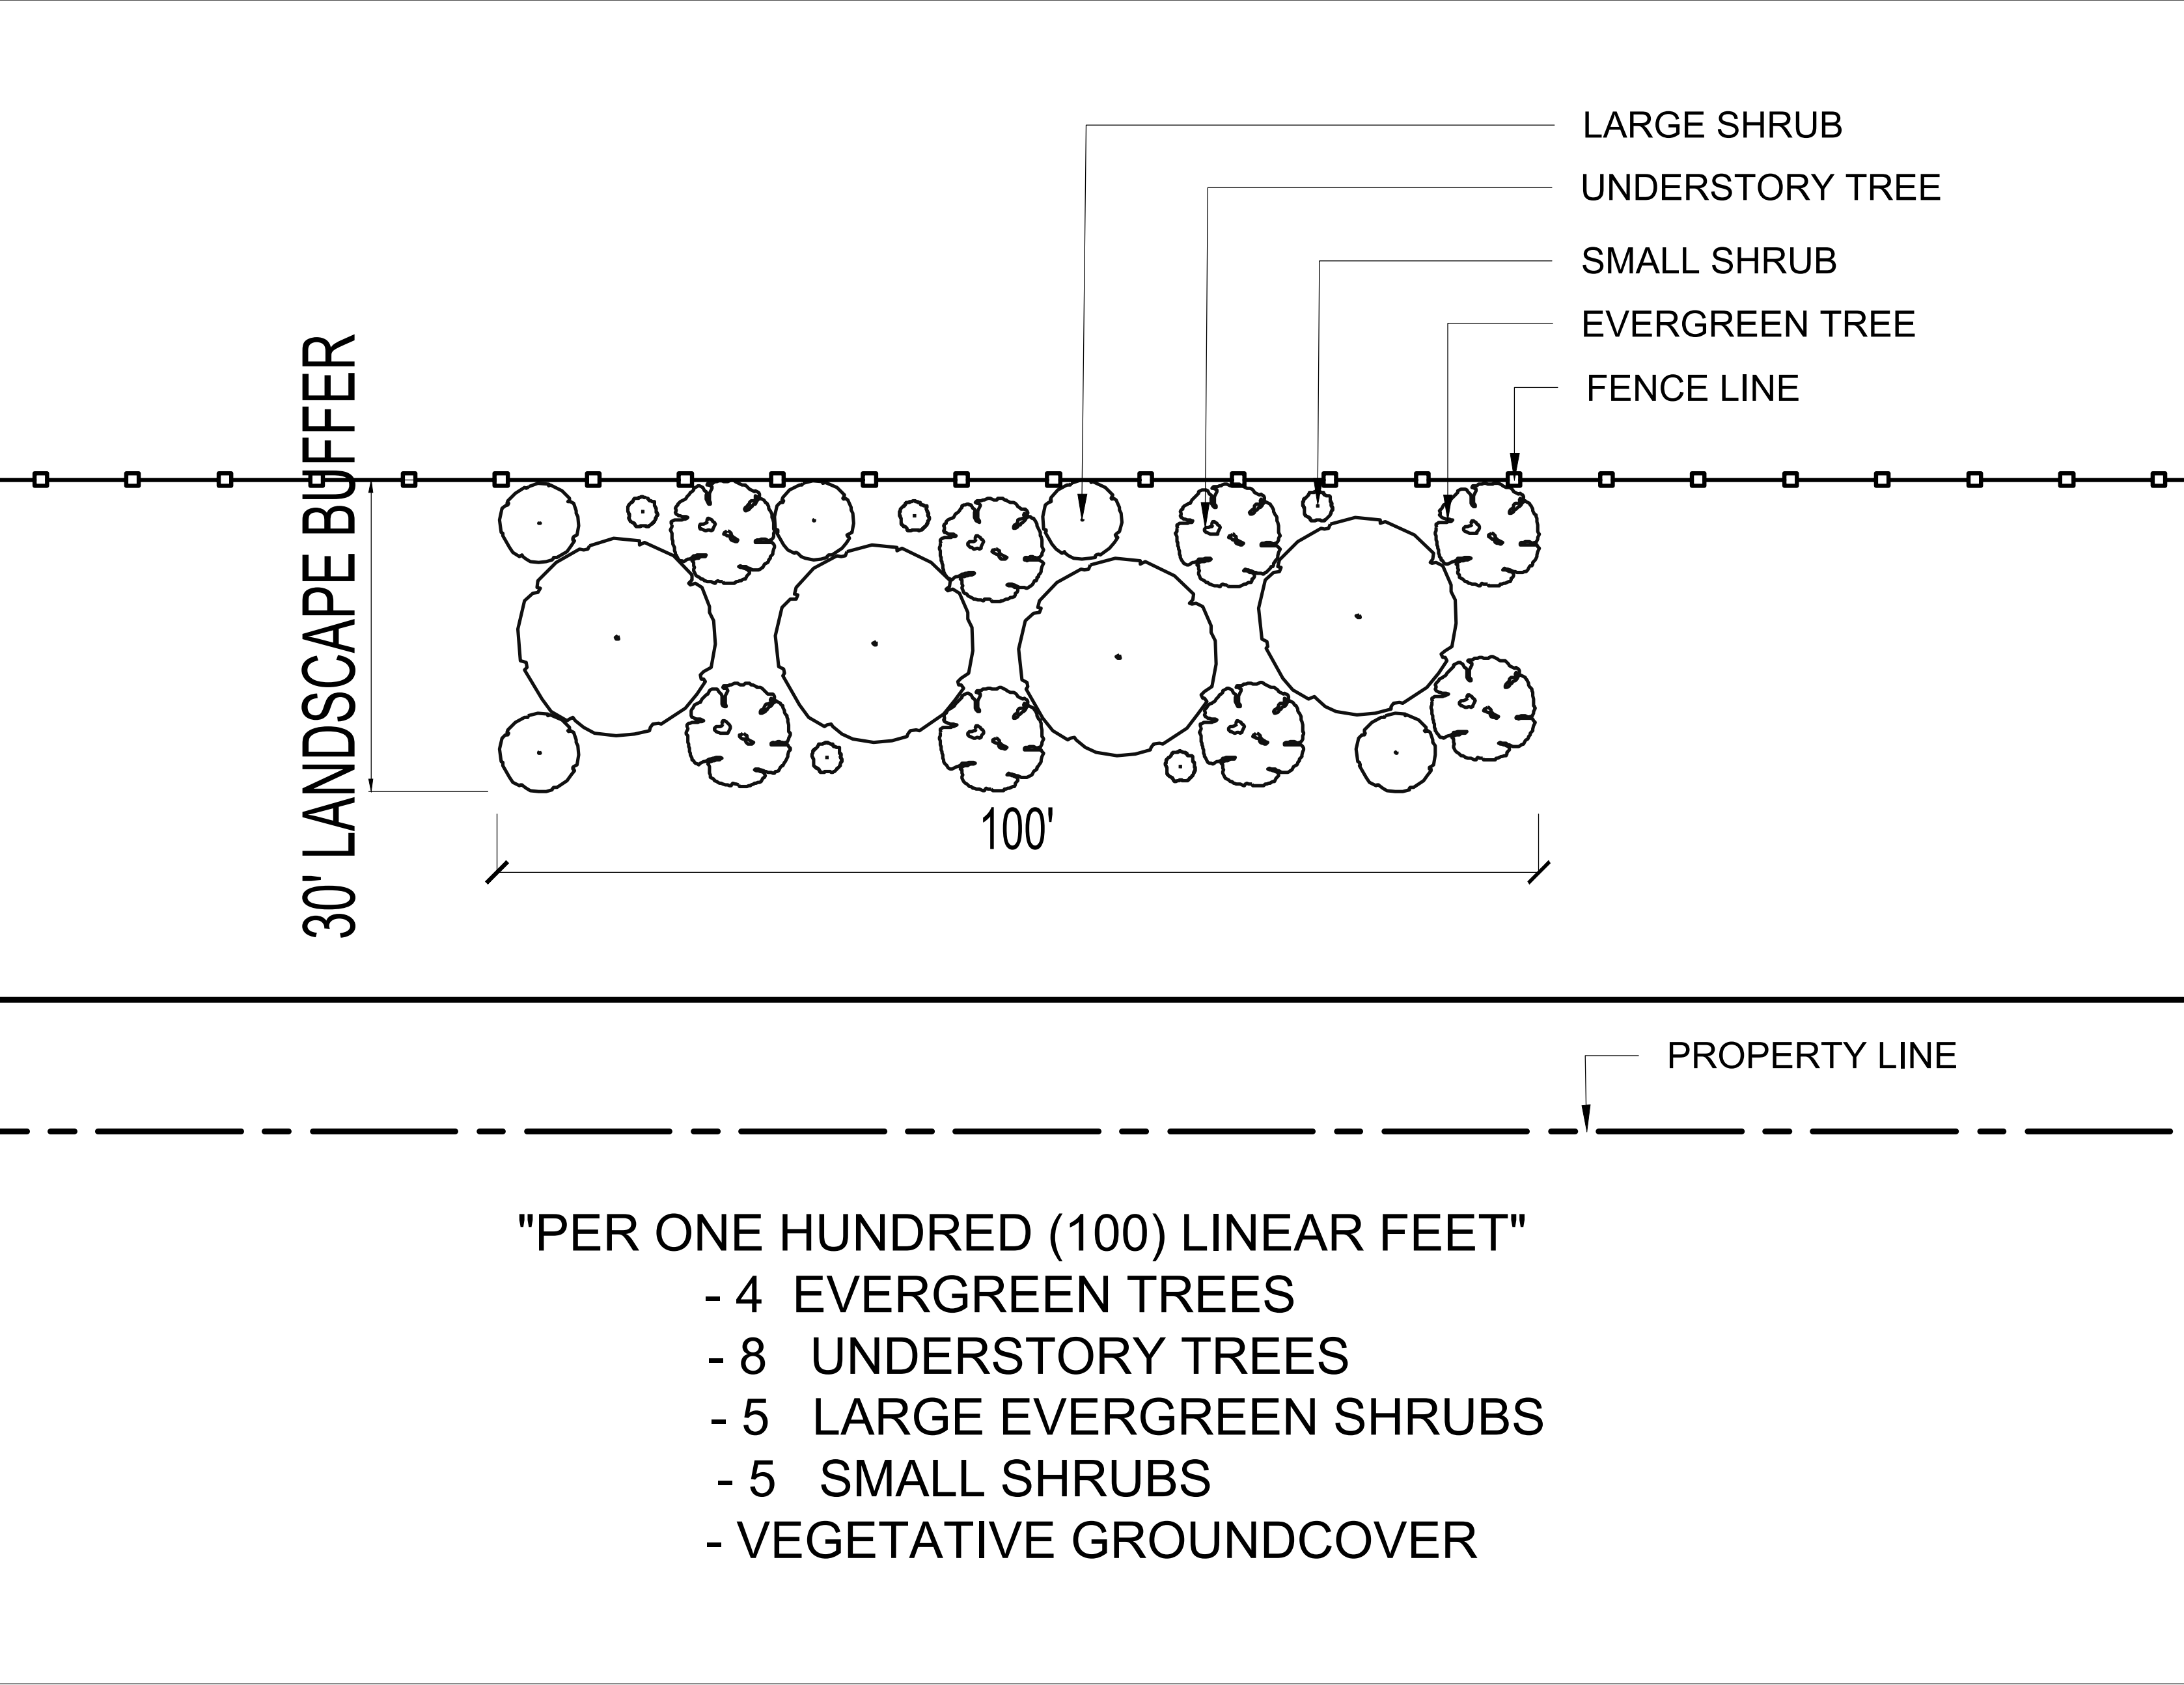 LARGE SHRUB
UNDERSTORY TREE
SMALL SHRUB
EVERGREEN TREE
FENCE LINE
30' LANDSCAPE BUFFER
100'
PROPERTY LINE
"PER ONE HUNDRED (100) LINEAR FEET"
- 4 EVERGREEN TREES
- 8 UNDERSTORY TREES
- 5 LARGE EVERGREEN SHRUBS
- 5 SMALL SHRUBS
- VEGETATIVE GROUNDCOVER